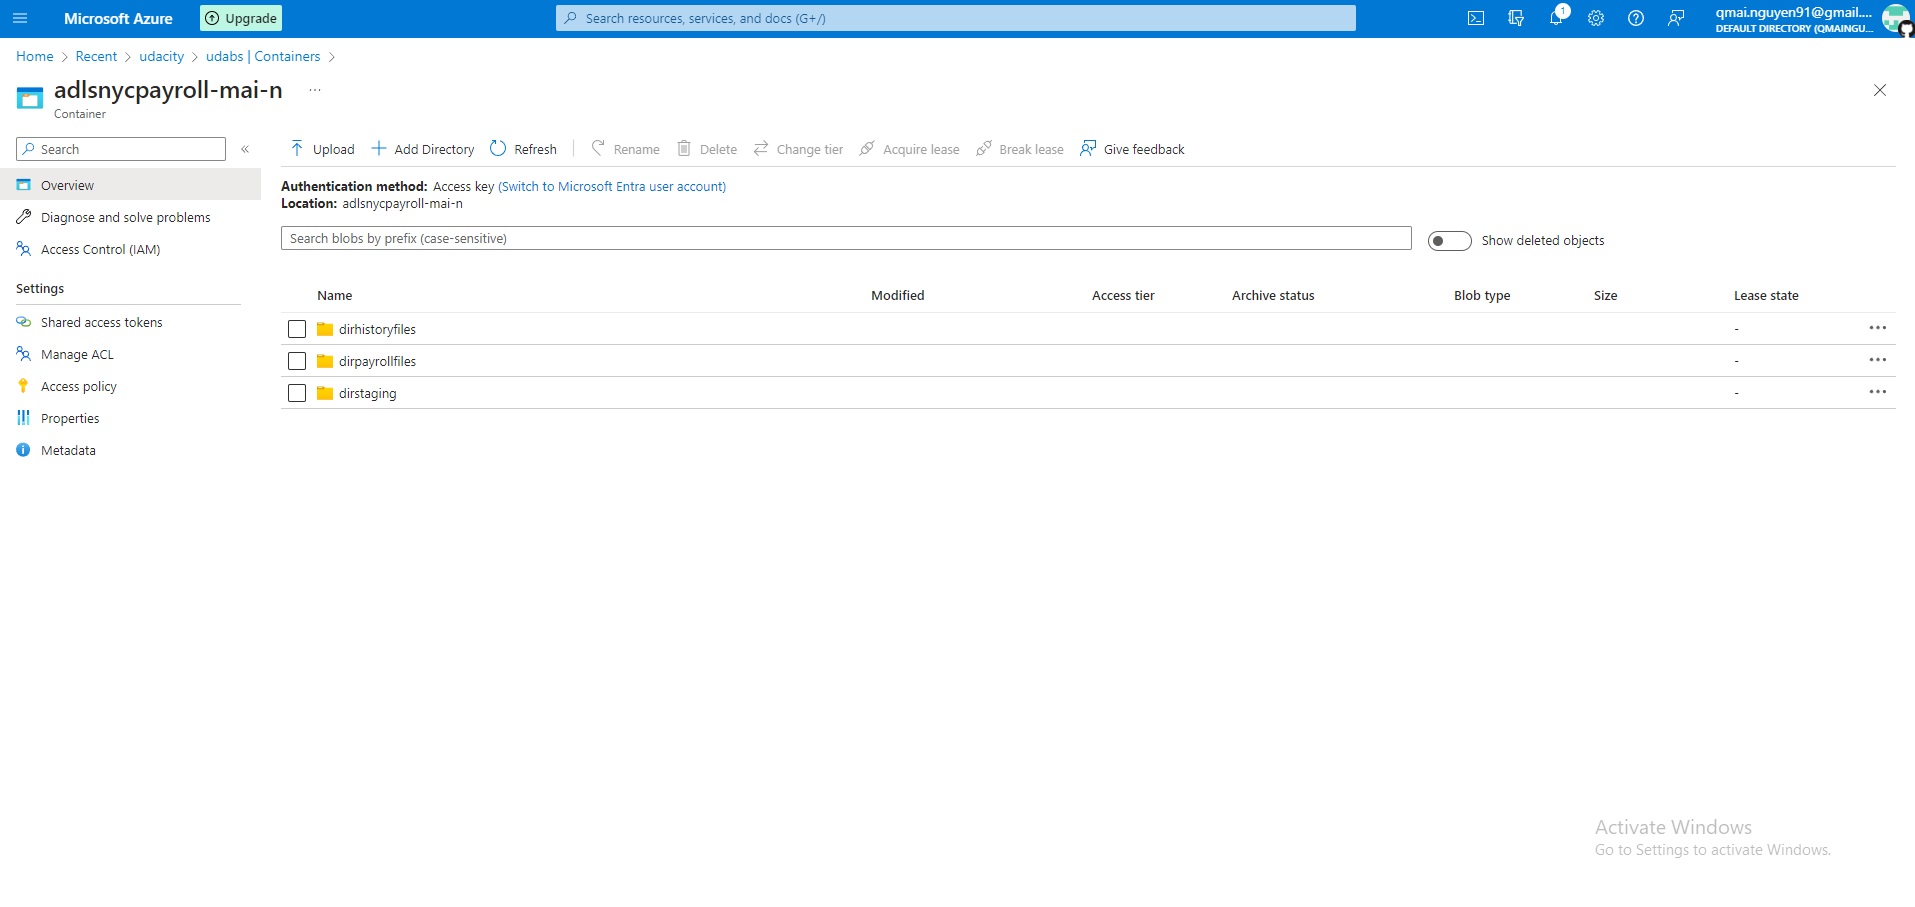 Microsoft Azure
Upgrade
Search resources, services, and docs (G+/)
1
qmai.nguyen91@gmail....
DEFAULT DIRECTORY (QMAINGU...
Home > Recent > udacity > udabs | Containers >
adlsnycpayroll-mai-n ...
Container
Search «
Upload Add Directory Refresh Rename Delete Change tier Acquire lease Break lease Give feedback
Overview
Diagnose and solve problems
Access Control (IAM)
Settings
Shared access tokens
Manage ACL
Access policy
Properties
Metadata
Authentication method: Access key (Switch to Microsoft Entra user account)
Location: adlsnycpayroll-mai-n
Search blobs by prefix (case-sensitive)
Show deleted objects
Name Modified Access tier Archive status Blob type Size Lease state
dirhistoryfiles - ...
dirpayrollfiles - ...
dirstaging - ...
Activate Windows
Go to Settings to activate Windows.